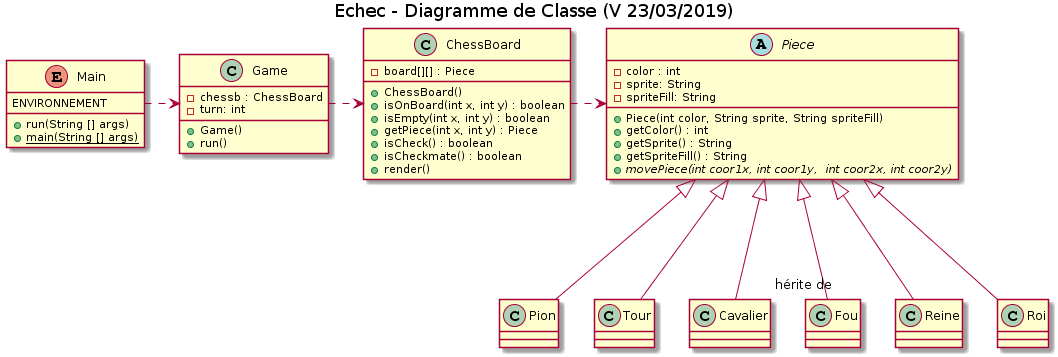 Echec - Diagramme de Classe (V 23/03/2019)
E Main
ENVIRONNEMENT
run(String [] args)
main(String [] args)
C Game
chessb : ChessBoard
turn: int
Game()
run()
C ChessBoard
board[][] : Piece
ChessBoard()
isOnBoard(int x, int y) : boolean
isEmpty(int x, int y) : boolean
getPiece(int x, int y) : Piece
isCheck() : boolean
isCheckmate() : boolean
render()
A Piece
color : int
sprite: String
spriteFill: String
Piece(int color, String sprite, String spriteFill)
getColor() : int
getSprite() : String
getSpriteFill() : String
movePiece(int coor1x, int coor1y,  int coor2x, int coor2y)
hérite de
C Pion
C Tour
C Cavalier
C Fou
C Reine
C Roi